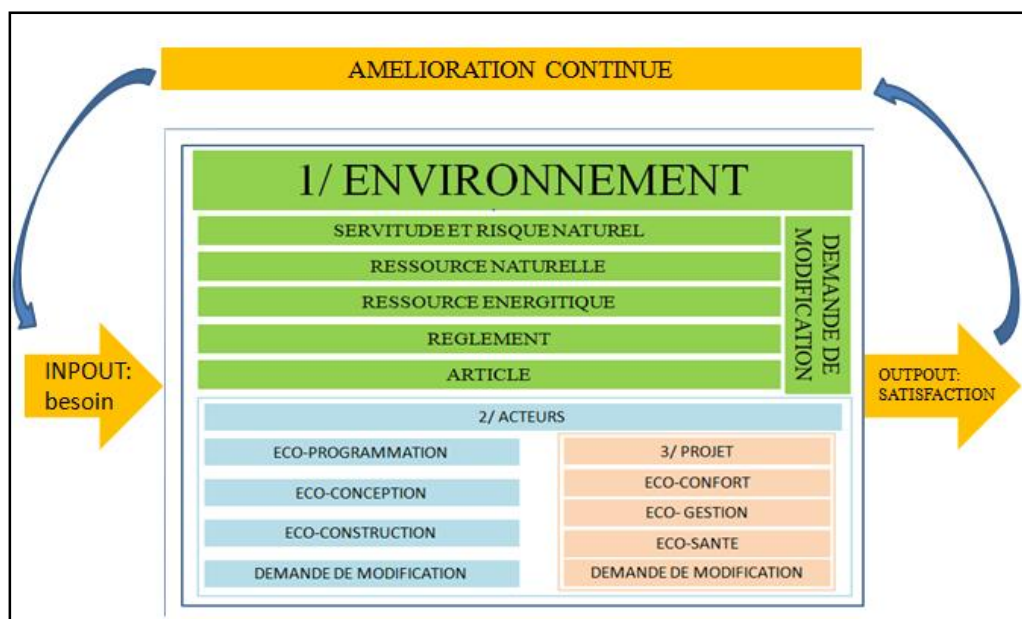 AMELIORATION CONTINUE
1/ ENVIRONNEMENT
SERVITUDE ET RISQUE NATUREL
RESSOURCE NATURELLE
RESSOURCE ENERGITIQUE
REGLEMENT
ARTICLE
DEMANDE DE
MODIFICATION
INPOUT:
besoin
OUTPOUT:
SATISFACTION
2/ ACTEURS
ECO-PROGRAMMATION
ECO-CONCEPTION
ECO-CONSTRUCTION
DEMANDE DE MODIFICATION
3/ PROJET
ECO-CONFORT
ECO- GESTION
ECO-SANTE
DEMANDE DE MODIFICATION